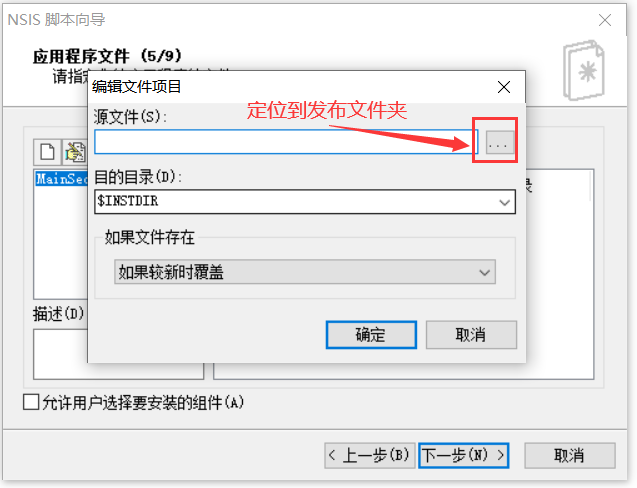 NSIS 脚本向导
应用程序文件 (5/9)
编辑文件项目
定位到发布文件夹
源文件(S):
...
目的目录(D):
$INSTDIR
如果文件存在
如果较新时覆盖
确定
取消
MainSec
描述(D)
允许用户选择要安装的组件(A)
< 上一步(B)
下一步(N) >
取消